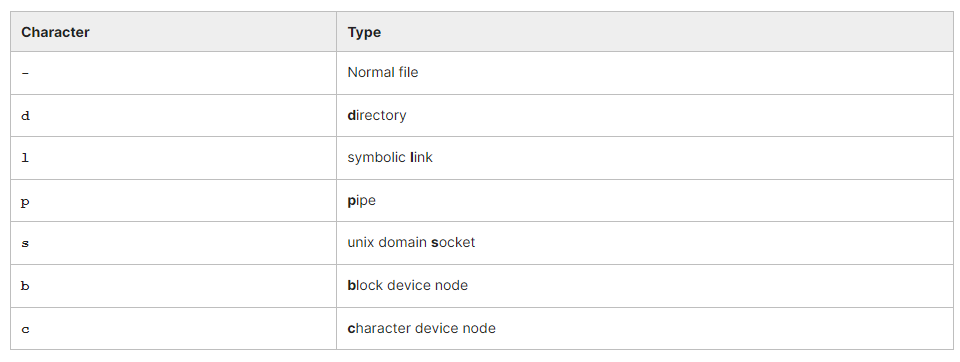 Character Type
- Normal file
d directory
l symbolic link
p pipe
s unix domain socket
b block device node
c character device node